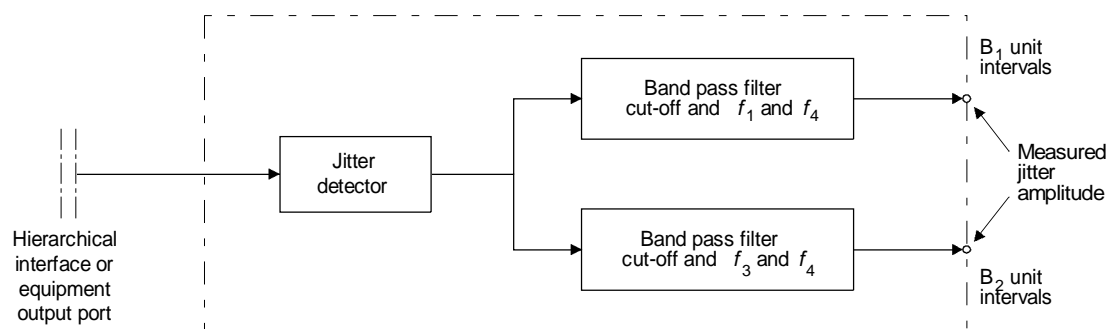 B1 unit
intervals
Band pass filter
cut-off and f1 and f4
Jitter
detector
Measured
jitter
amplitude
Hierarchical
interface or
equipment
output port
Band pass filter
cut-off and f3 and f4
B2 unit
intervals